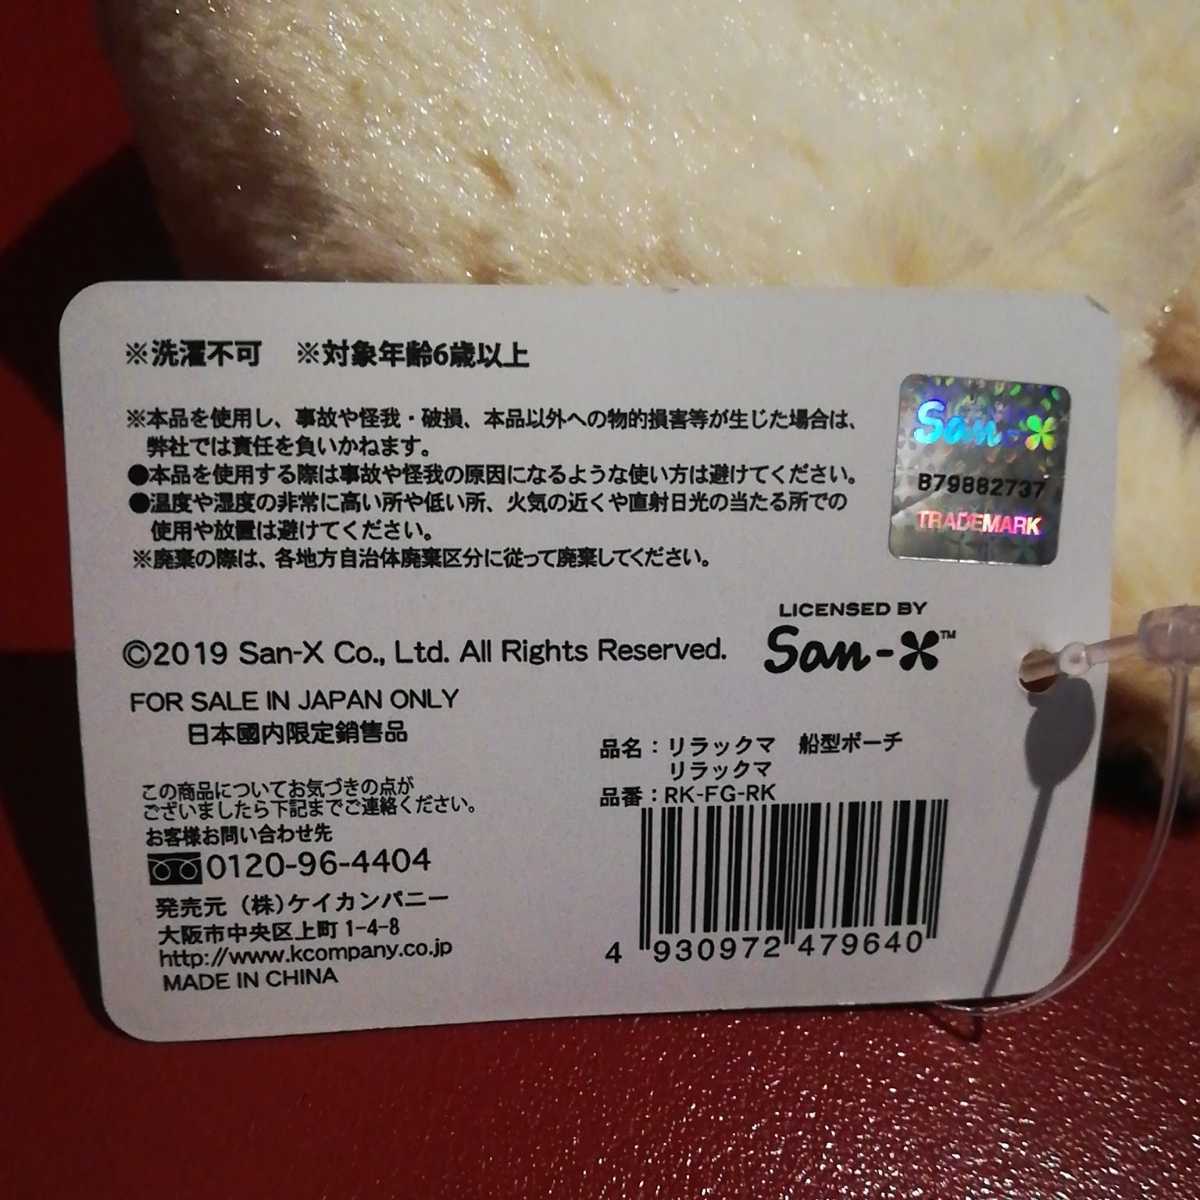 ※洗濯不可　※対象年齢6歳以上
※本品を使用し、事故や怪我・破損、本品以外への物的損害等が生じた場合は、
弊社では責任を負いかねます。
●本品を使用する際は事故や怪我の原因になるような使い方は避けてください。
●温度や湿度の非常に高い所や低い所、火気の近くや直射日光の当たる所での
使用や放置は避けてください。
※廃棄の際は、各地方自治体廃棄区分に従って廃棄してください。
San-X
B79882737
TRADEMARK
©2019 San-X Co., Ltd. All Rights Reserved.
LICENSED BY
San-X™
FOR SALE IN JAPAN ONLY
日本國内限定銷售品
この商品についてお気づきの点が
ございましたら下記までご連絡ください。
お客様お問い合わせ先
0120-96-4404
発売元（株）ケイカンパニー
大阪市中央区上町1-4-8
http://www.kcompany.co.jp
MADE IN CHINA
品名：リラックマ　船型ポーチ
リラックマ
品番：RK-FG-RK
4 930972 479640